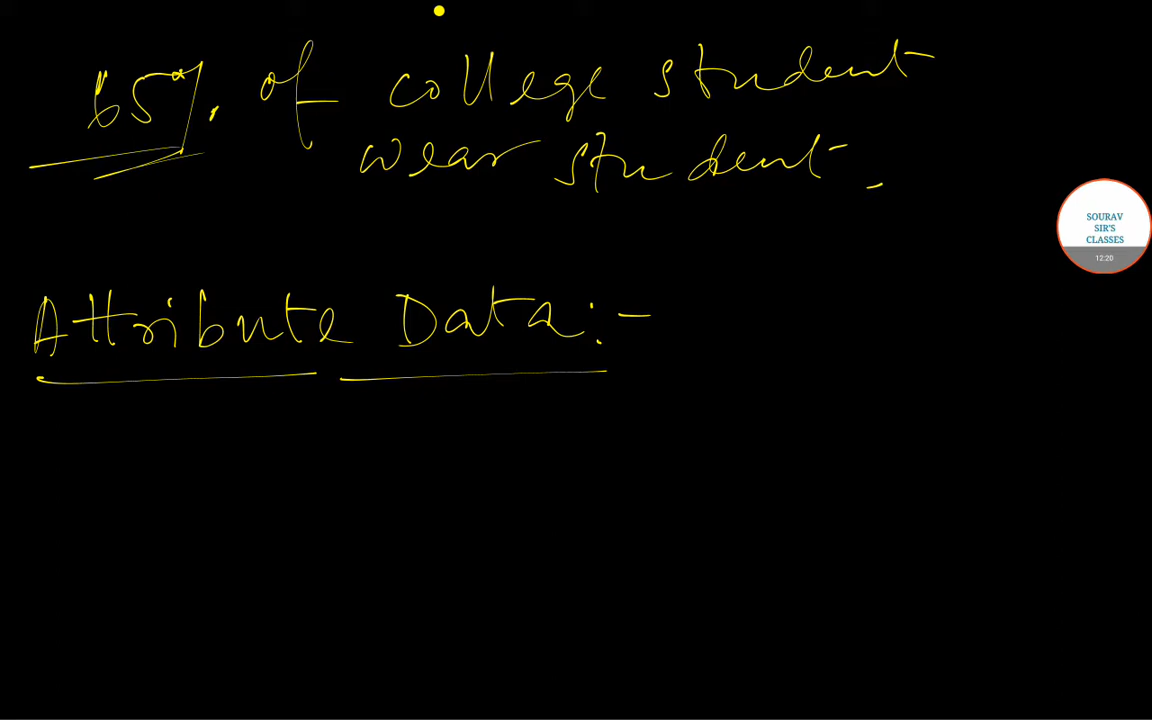 65% of college student
wear student.
SOURAV
SIR'S
CLASSES
12:20
Attribute Data:-